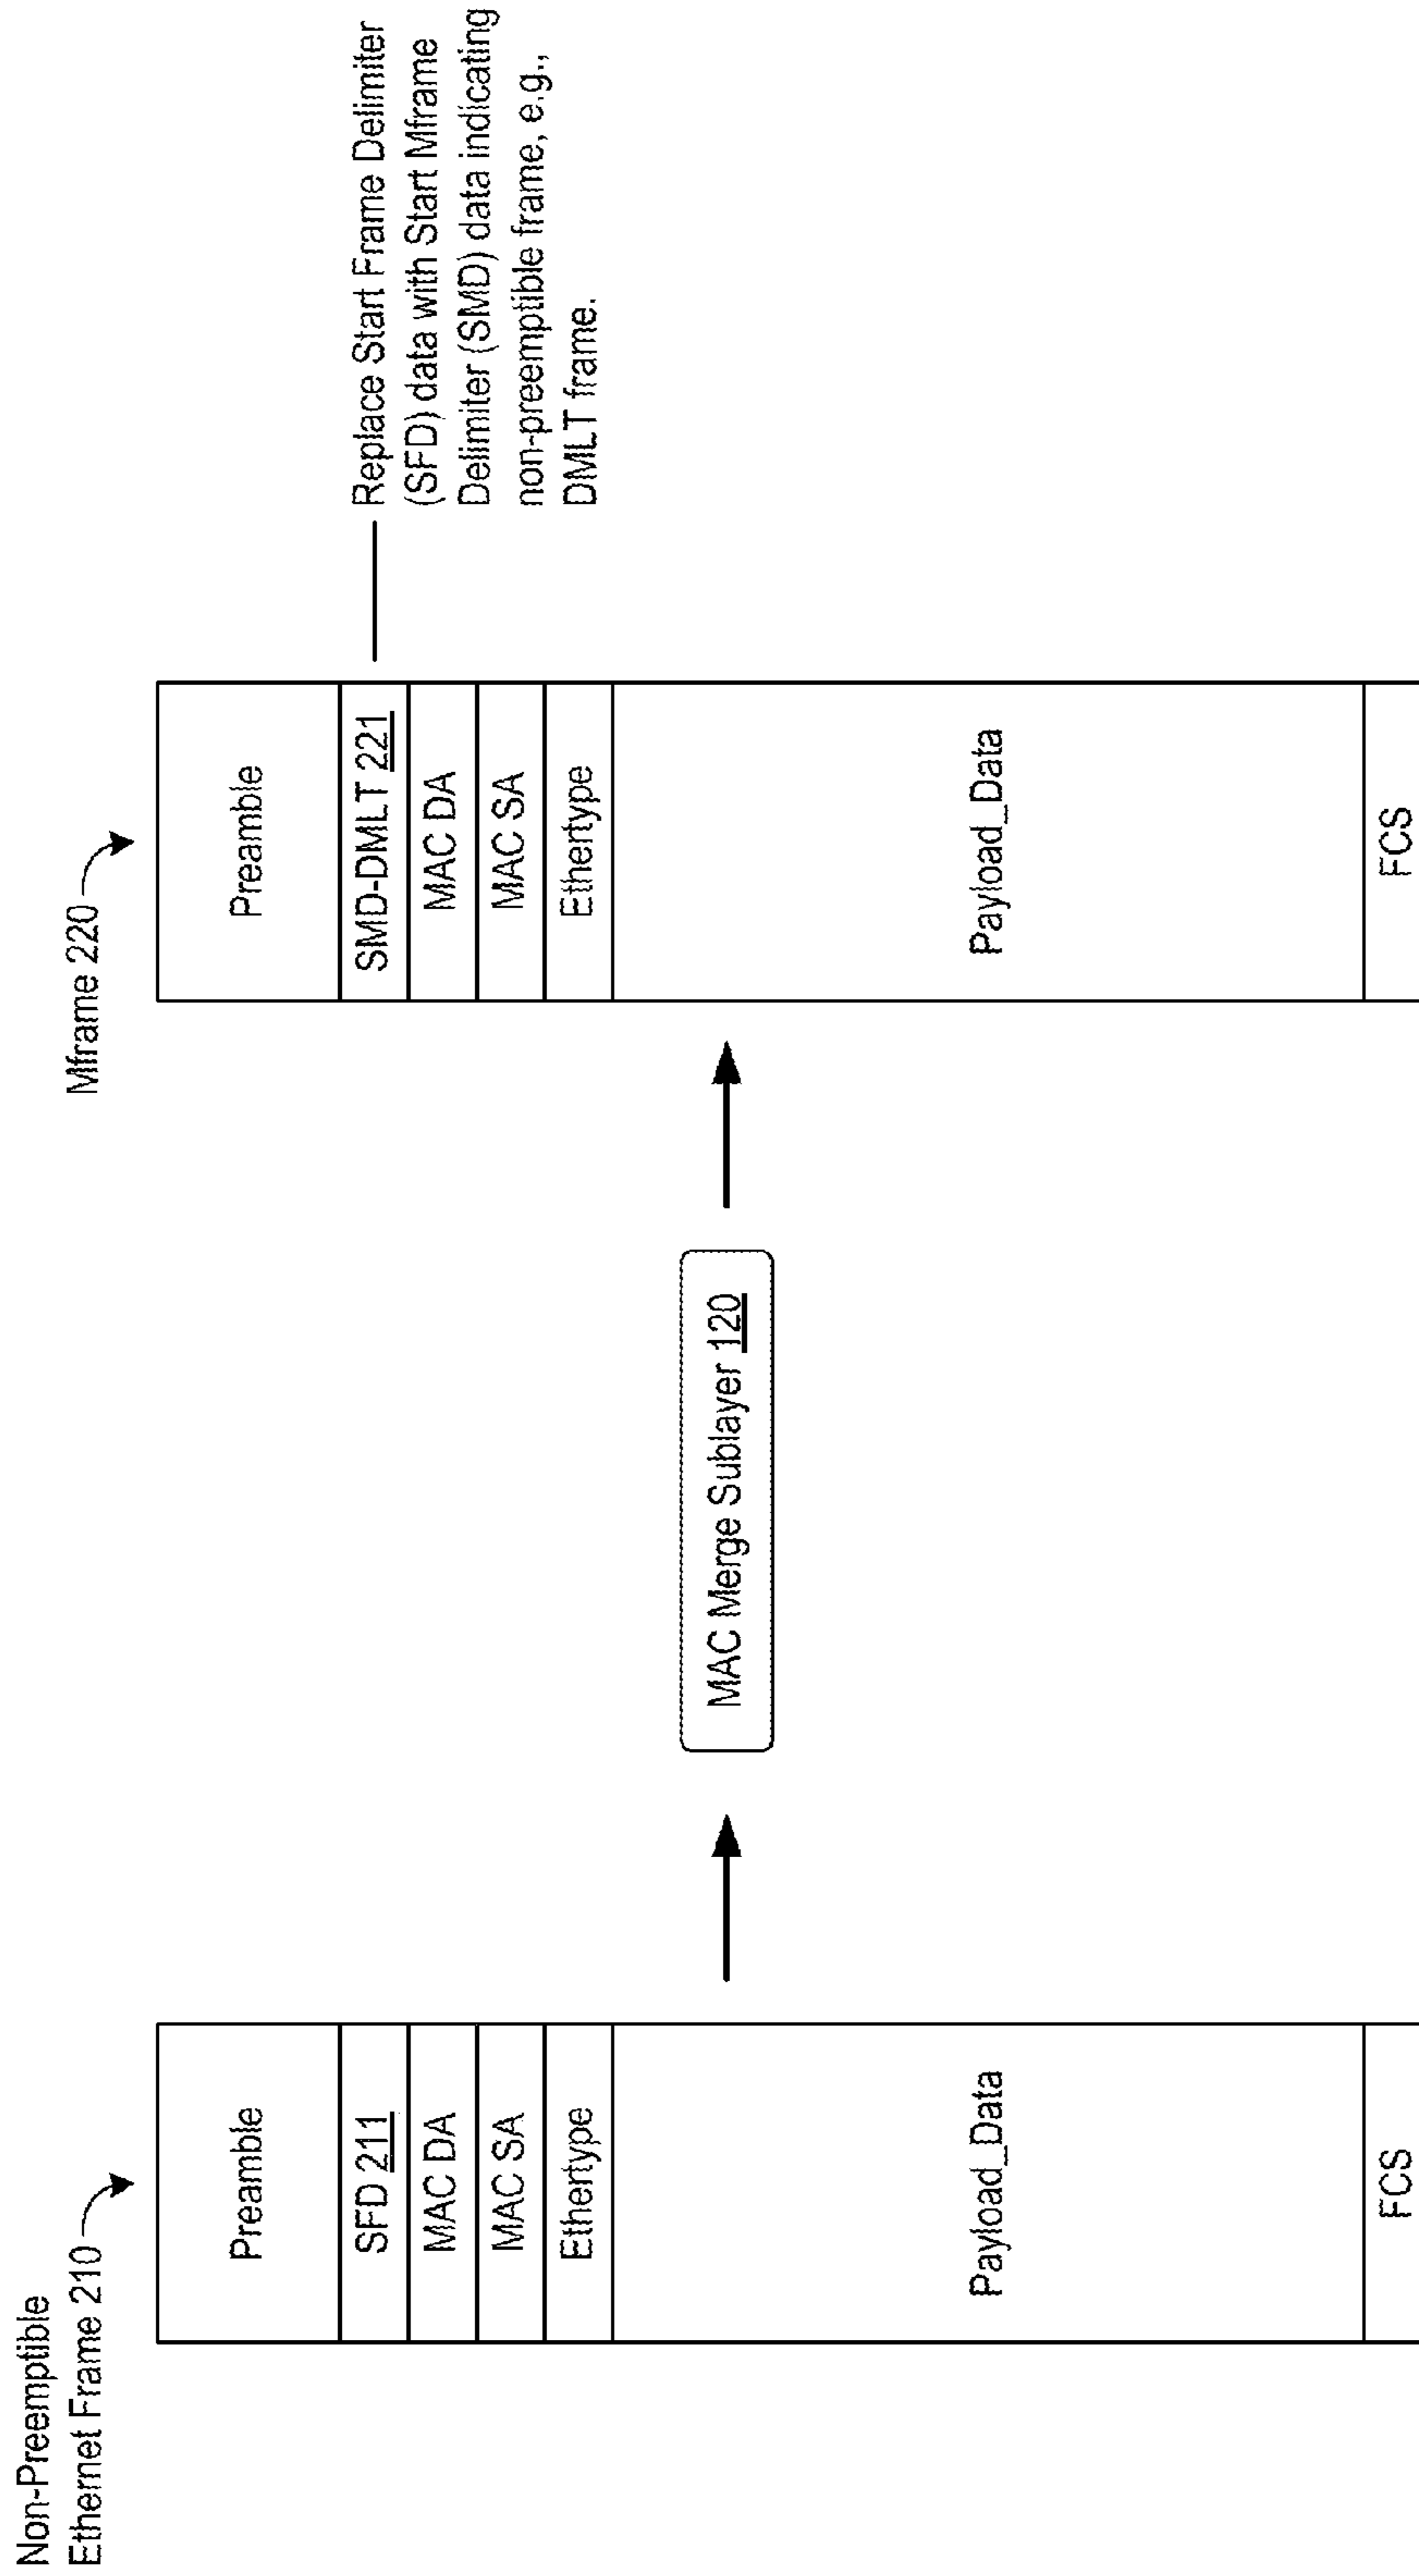 Non-Preemptible
Ethernet Frame 210
Preamble
SFD 211
MAC DA
MAC SA
Ethertype
Payload_Data
FCS
MAC Merge Sublayer 120
Mframe 220
Preamble
SMD-DMLT 221
MAC DA
MAC SA
Ethertype
Payload_Data
FCS
Replace Start Frame Delimiter
(SFD) data with Start Mframe
Delimiter (SMD) data indicating
non-preemptible frame, e.g.,
DMLT frame.